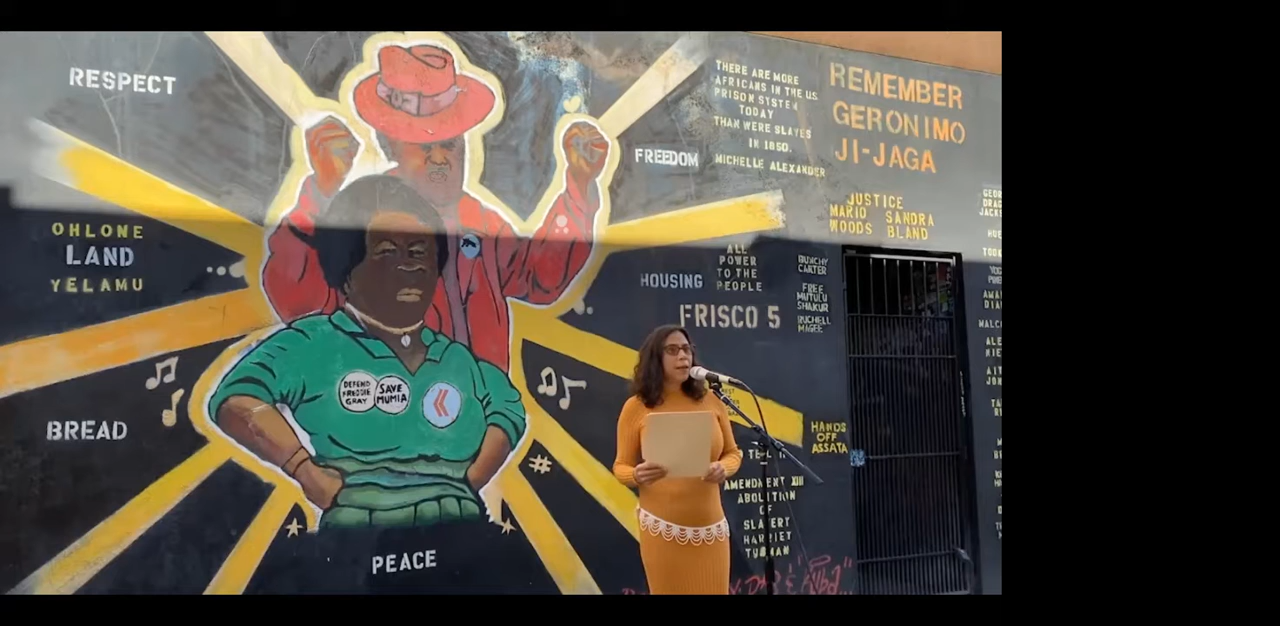 RESPECT
OHLONE
LAND
YELAMU
BREAD
PEACE
DEFEND
FREDDIE
GRAY
SAVE
MUMIA
#
FREEDOM
THERE ARE MORE
AFRICANS IN THE U.S.
PRISON SYSTEM
TODAY
THAN WERE SLAVES
IN 1850.
MICHELLE ALEXANDER
REMEMBER
GERONIMO
JI-JAGA
JUSTICE
MARIO SANDRA
WOODS BLAND
HOUSING
ALL
POWER
TO THE
PEOPLE
FRISCO 5
BUNCHY
CARTER
FREE
MUTULU
SHAKUR
RUCHELL
MAGEE
HANDS
OFF
ASSATA
AMENDMENT XIII
ABOLITION
OF
SLAVERY
HARRIET
TUBMAN